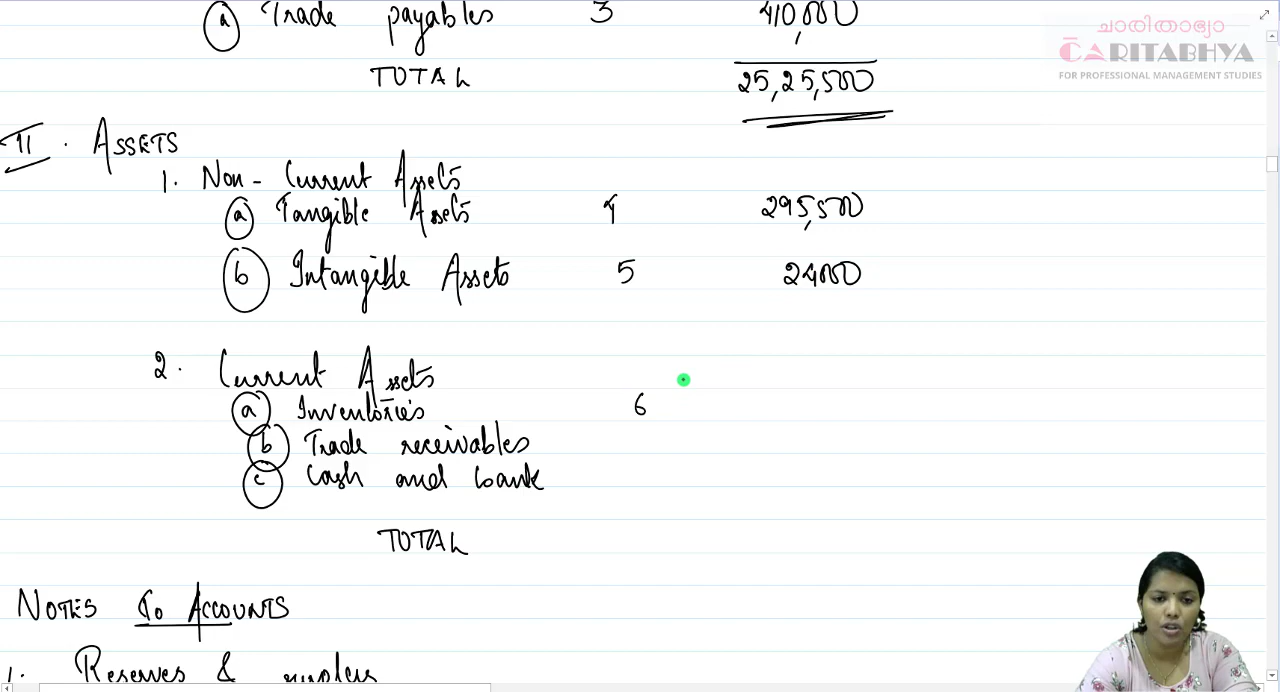 ചാരിതാഭ്യാ
CARITABHYA
FOR PROFESSIONAL MANAGEMENT STUDIES
a Trade payables 3 410,000
TOTAL 25,25,500
II. ASSETS
1. Non-Current Assets
a Tangible Assets 4 295,500
b Intangible Assets 5 24000
2. Current Assets
a Inventories 6
b Trade receivables
c Cash and bank
TOTAL
NOTES TO ACCOUNTS
1. Reserves & surplus